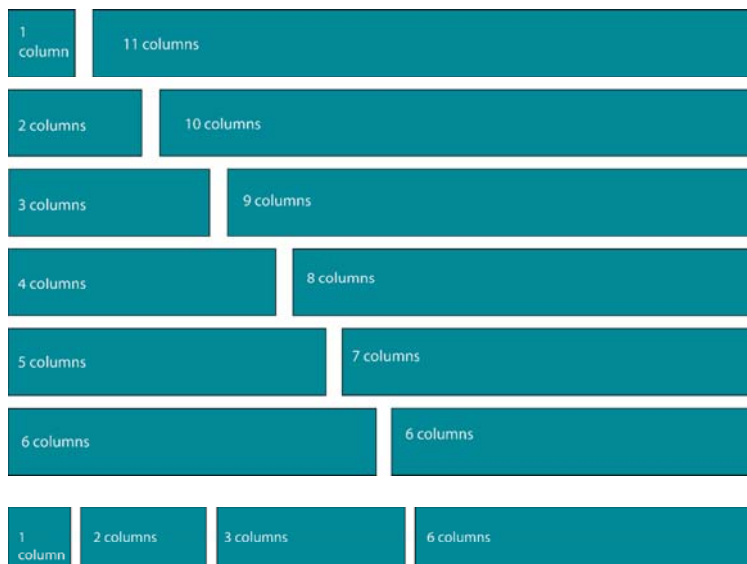 1
column
11 columns
2 columns
10 columns
3 columns
9 columns
4 columns
8 columns
5 columns
7 columns
6 columns
6 columns
1
column
2 columns
3 columns
6 columns